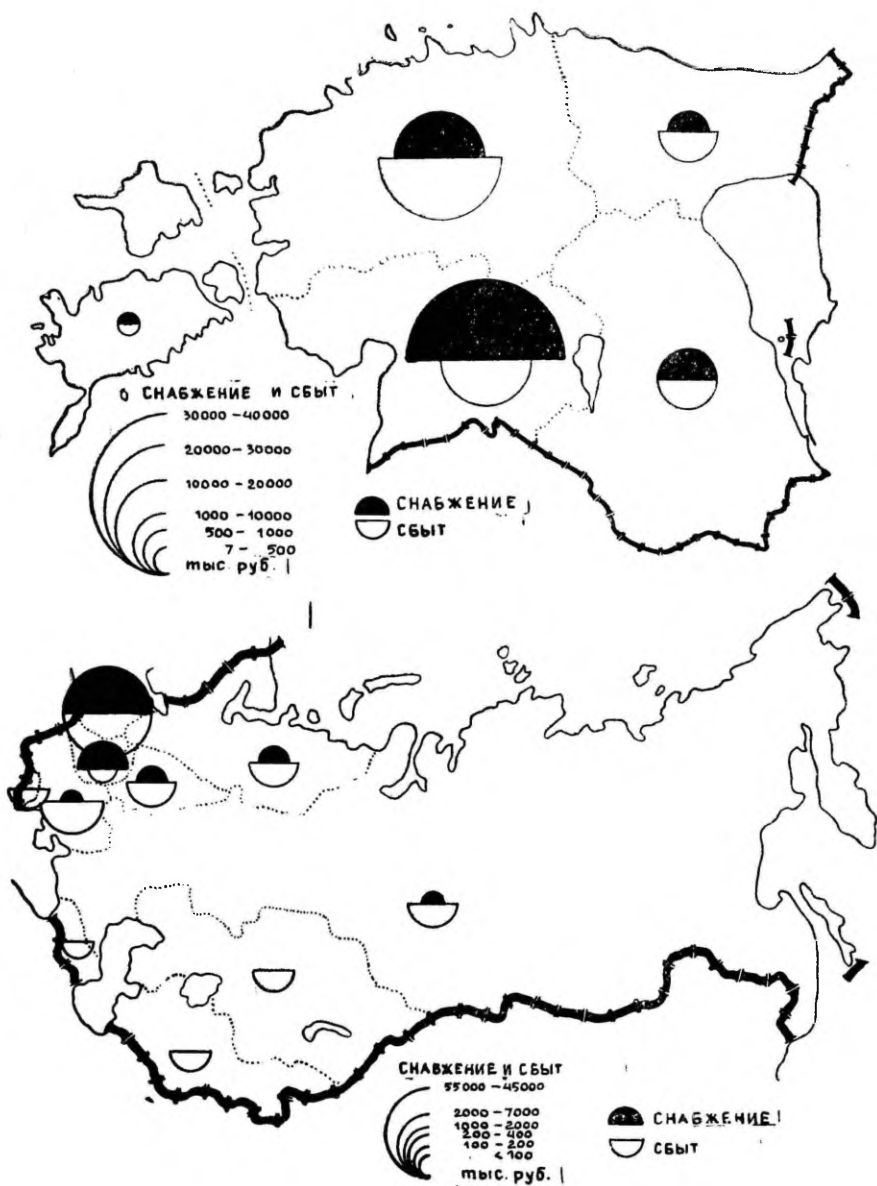 СНАБЖЕНИЕ И СБЫТ
30000 – 40000
20000 – 30000
10000 – 20000
1000 – 10000
500 – 1000
7 – 500
тыс. руб.
СНАБЖЕНИЕ
СБЫТ
СНАВЖЕНИЕ И СБЫТ
55000 – 45000
2000 – 7000
1000 – 2000
200 – 400
100 – 200
< 100
тыс. руб.
СНАБЖЕНИЕ
СБЫТ